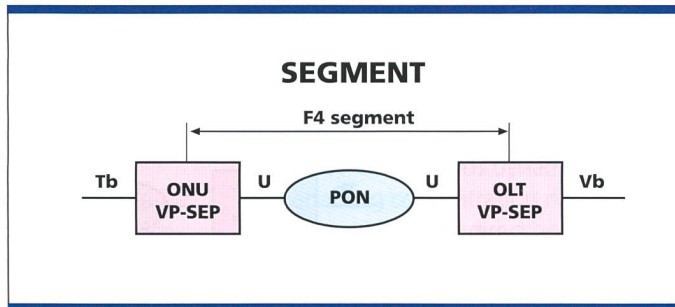 SEGMENT
F4 segment
Tb
ONU
VP-SEP
U
PON
U
OLT
VP-SEP
Vb